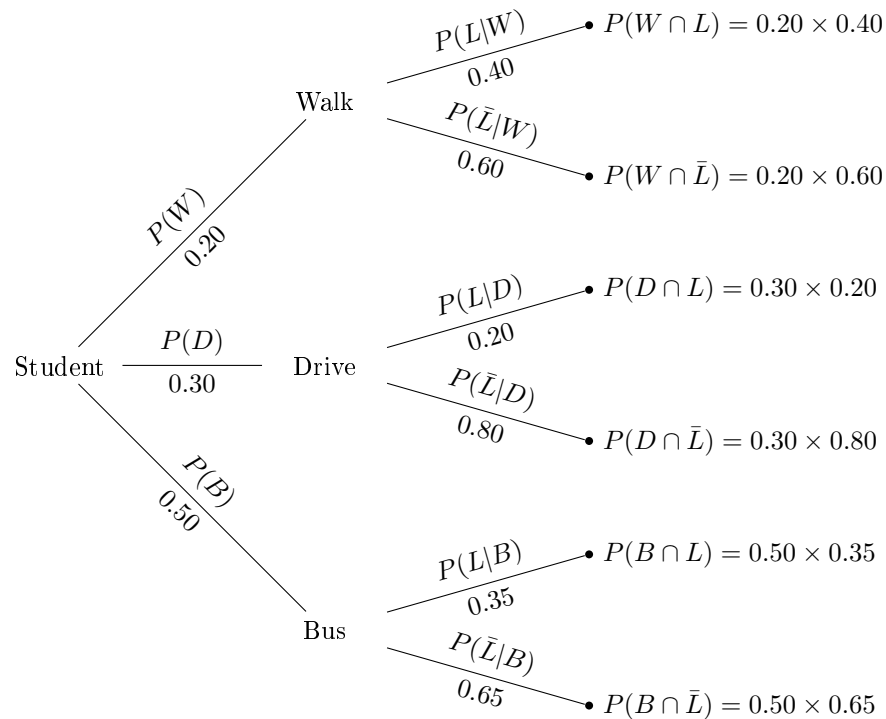 P(L|W)
0.40
P(W ∩ L) = 0.20 × 0.40
Walk
P(L̄|W)
0.60
P(W ∩ L̄) = 0.20 × 0.60
P(W)
0.20
P(L|D)
0.20
P(D ∩ L) = 0.30 × 0.20
Student
P(D)
0.30
Drive
P(L̄|D)
0.80
P(D ∩ L̄) = 0.30 × 0.80
P(B)
0.50
P(L|B)
0.35
P(B ∩ L) = 0.50 × 0.35
Bus
P(L̄|B)
0.65
P(B ∩ L̄) = 0.50 × 0.65